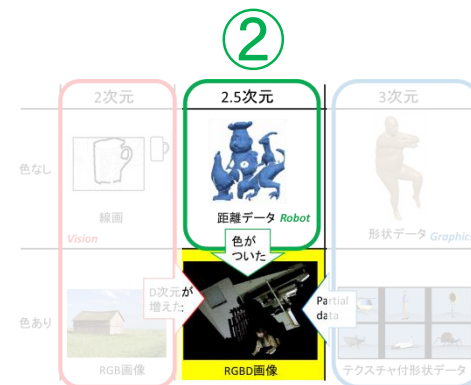 ②
2次元
2.5次元
3次元
色なし
線画
Vision
距離データ Robot
形状データ Graphics
色が
ついた
D次元が
増えた
Partial
data
色あり
RGB画像
RGBD画像
テクスチャ付形状データ